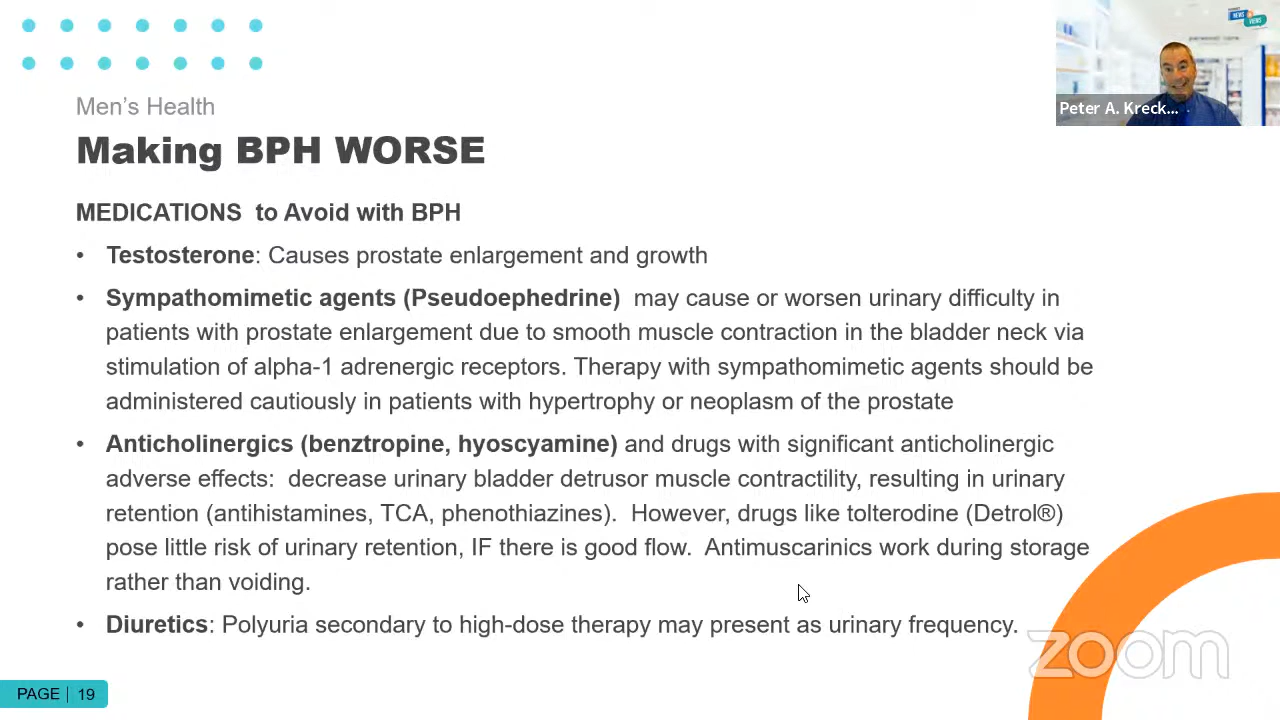 NEWS
VIEWS
Peter A. Kreck...
Men's Health
Making BPH WORSE
MEDICATIONS  to Avoid with BPH
• Testosterone: Causes prostate enlargement and growth
• Sympathomimetic agents (Pseudoephedrine)  may cause or worsen urinary difficulty in
patients with prostate enlargement due to smooth muscle contraction in the bladder neck via
stimulation of alpha-1 adrenergic receptors. Therapy with sympathomimetic agents should be
administered cautiously in patients with hypertrophy or neoplasm of the prostate
• Anticholinergics (benztropine, hyoscyamine) and drugs with significant anticholinergic
adverse effects:  decrease urinary bladder detrusor muscle contractility, resulting in urinary
retention (antihistamines, TCA, phenothiazines).  However, drugs like tolterodine (Detrol®)
pose little risk of urinary retention, IF there is good flow.  Antimuscarinics work during storage
rather than voiding.
• Diuretics: Polyuria secondary to high-dose therapy may present as urinary frequency.
zoom
PAGE | 19